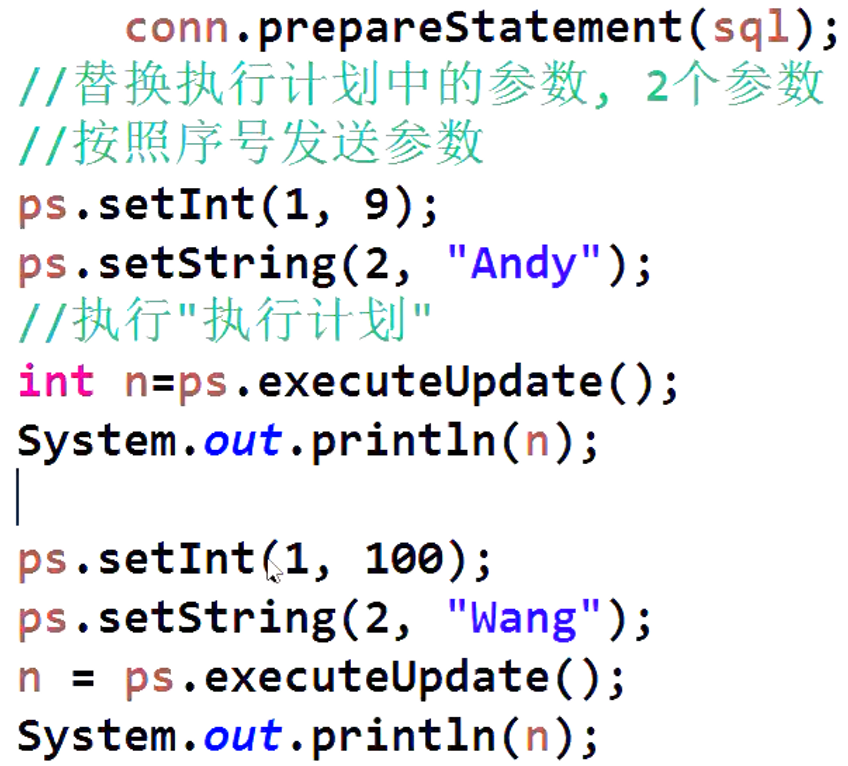 conn.prepareStatement(sql);
//替换执行计划中的参数, 2个参数
//按照序号发送参数
ps.setInt(1, 9);
ps.setString(2, "Andy");
//执行"执行计划"
int n=ps.executeUpdate();
System.out.println(n);
ps.setInt(1, 100);
ps.setString(2, "Wang");
n = ps.executeUpdate();
System.out.println(n);